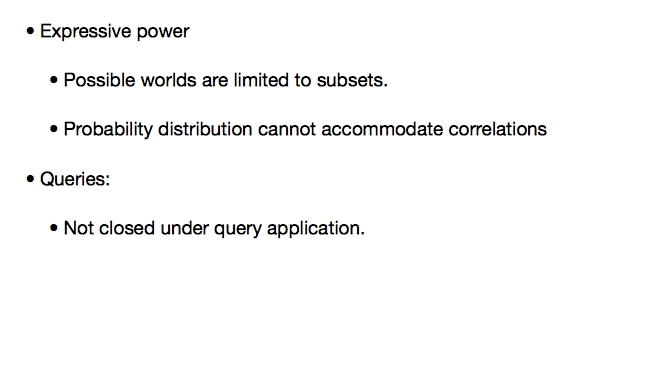 • Expressive power
• Possible worlds are limited to subsets.
• Probability distribution cannot accommodate correlations
• Queries:
• Not closed under query application.